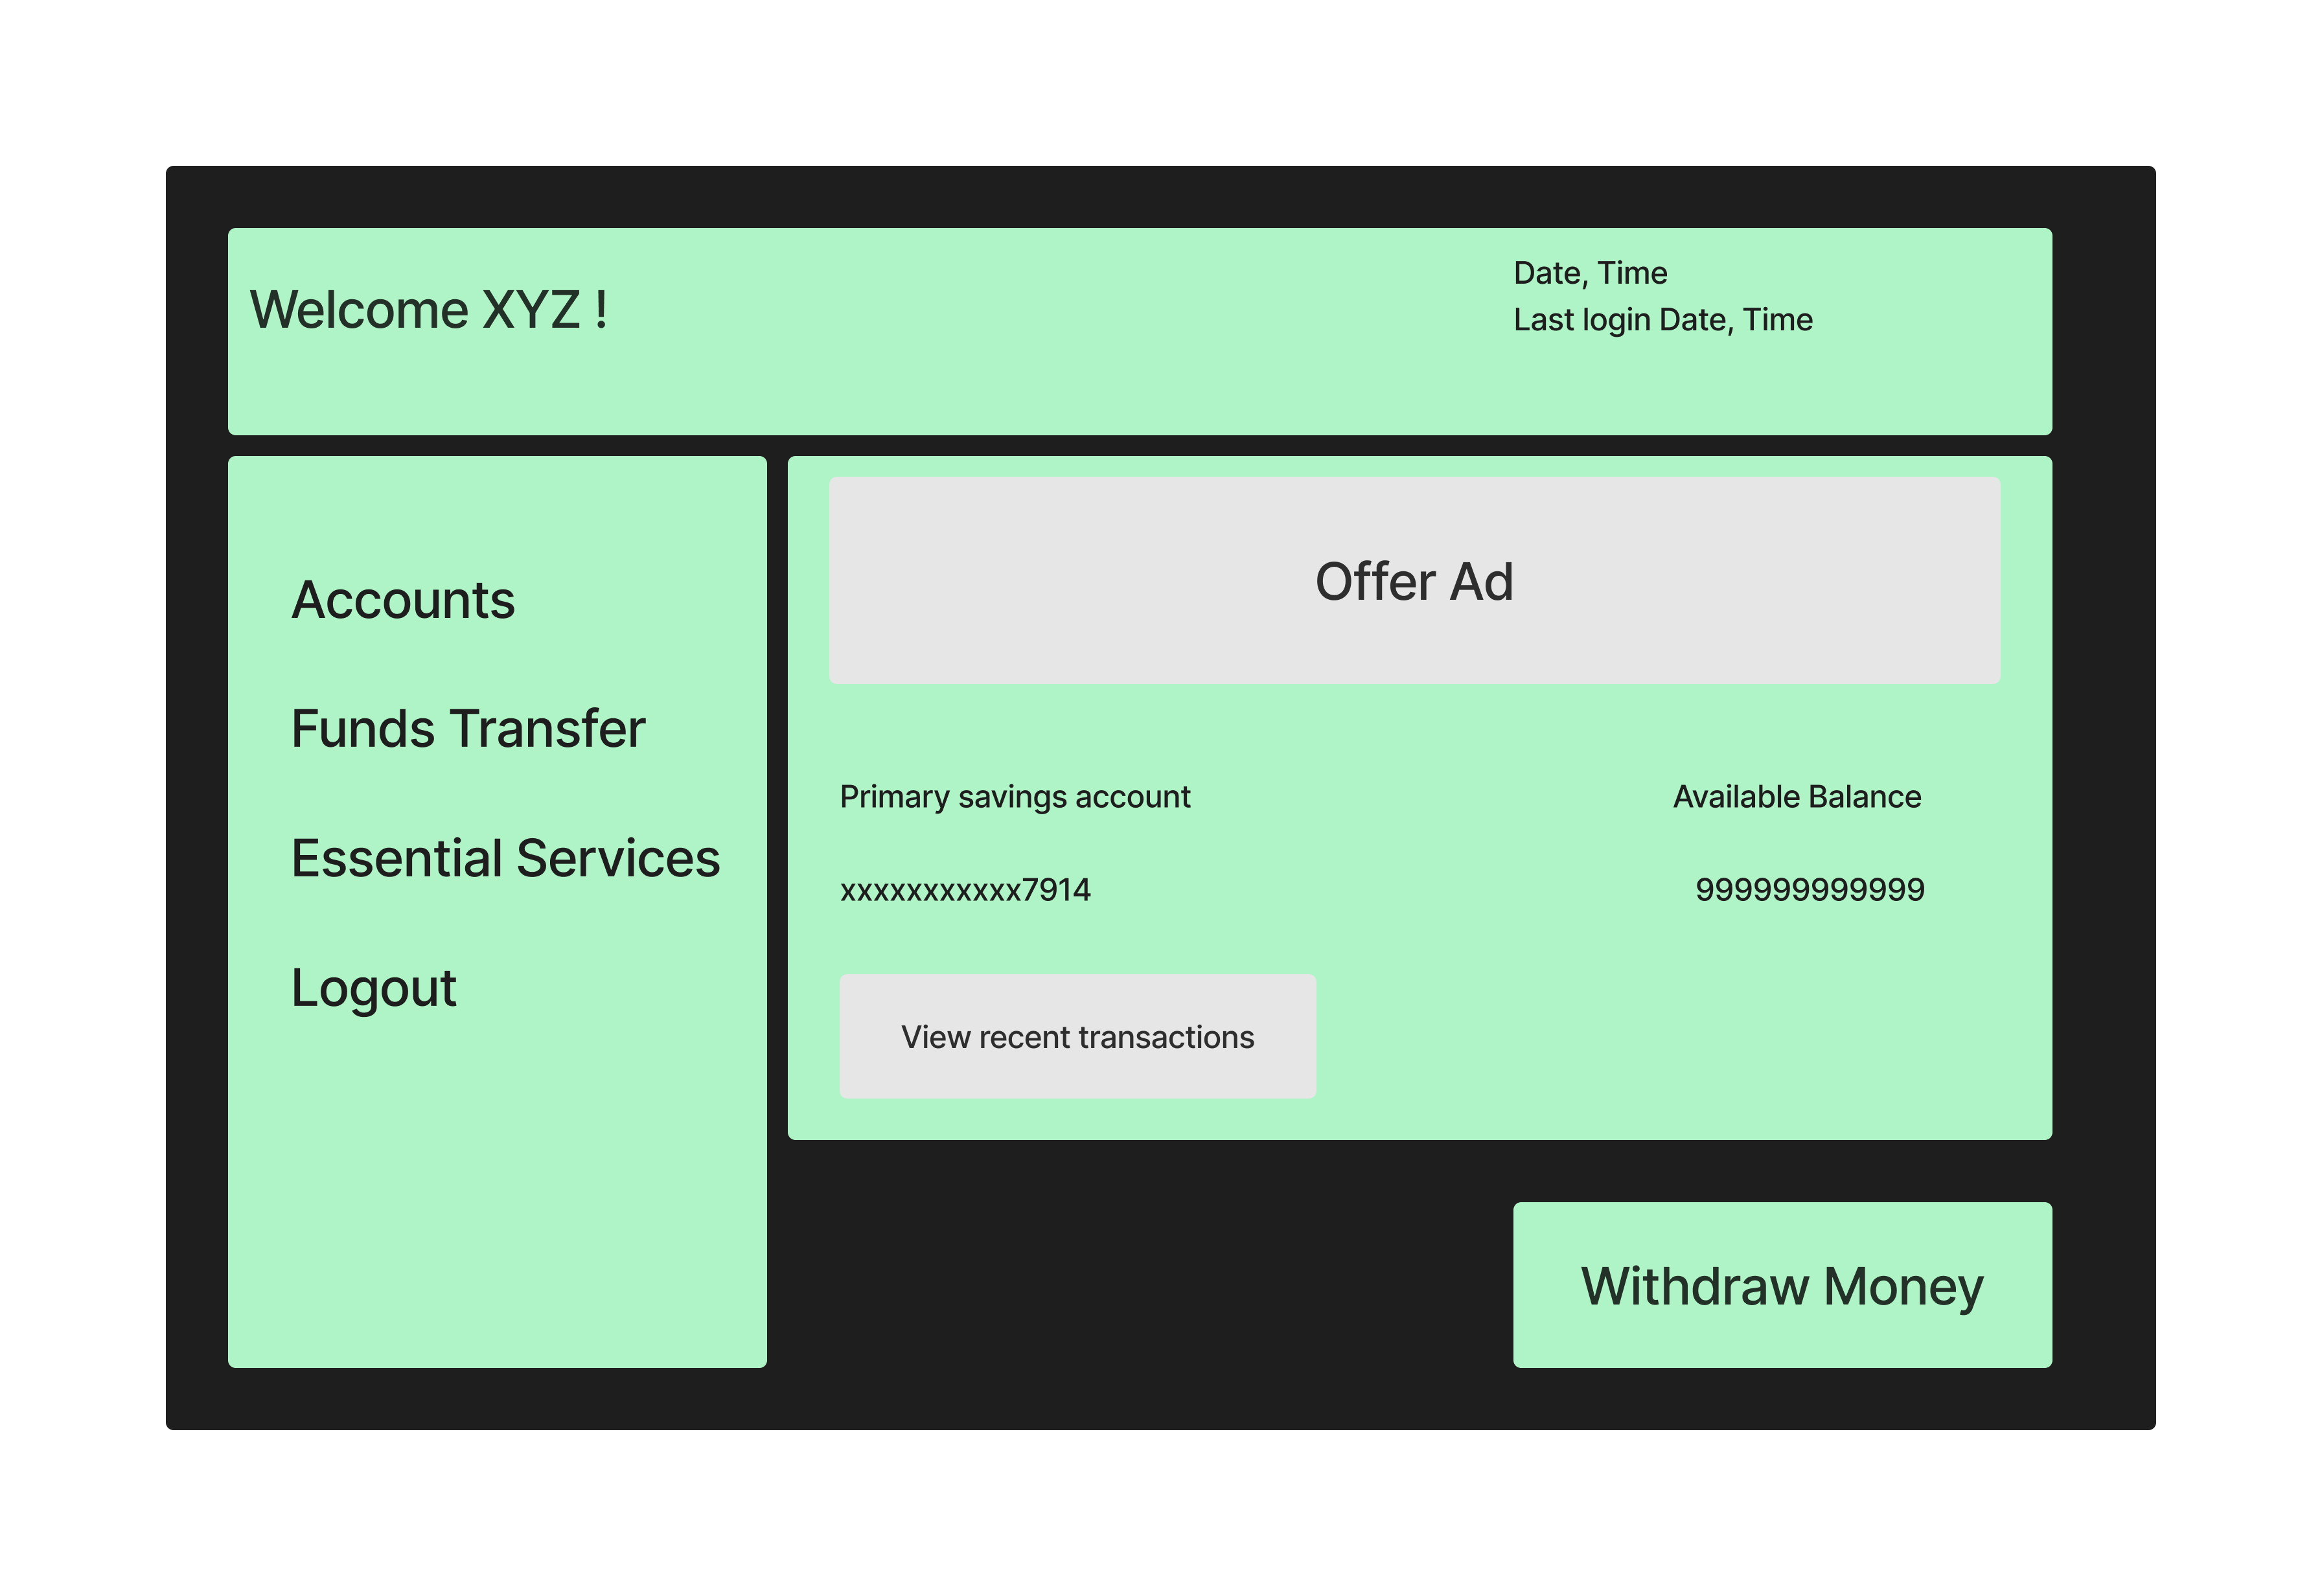 Welcome XYZ !
Date, Time
Last login Date, Time
Accounts
Funds Transfer
Essential Services
Logout
Offer Ad
Primary savings account
Available Balance
xxxxxxxxxxx7914
999999999999
View recent transactions
Withdraw Money